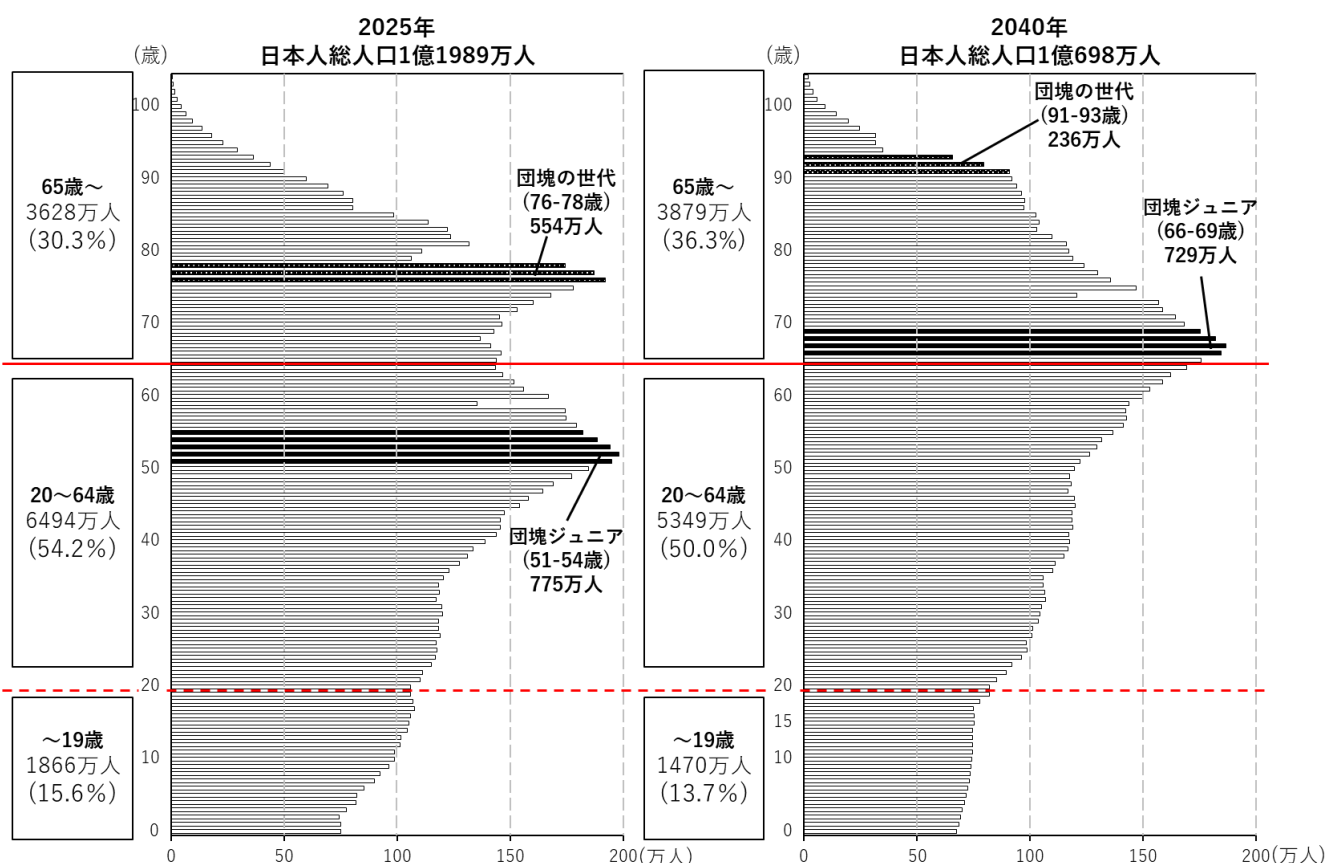 2025年
日本人総人口1億1989万人
(歳)
65歳～
3628万人
(30.3%)
20～64歳
6494万人
(54.2%)
～19歳
1866万人
(15.6%)
100
90
80
70
60
50
40
30
20
10
0
団塊の世代
(76-78歳)
554万人
団塊ジュニア
(51-54歳)
775万人
0 50 100 150 200(万人)
2040年
日本人総人口1億698万人
(歳)
65歳～
3879万人
(36.3%)
20～64歳
5349万人
(50.0%)
～19歳
1470万人
(13.7%)
100
90
80
70
60
50
40
30
20
15
10
0
団塊の世代
(91-93歳)
236万人
団塊ジュニア
(66-69歳)
729万人
0 50 100 150 200(万人)